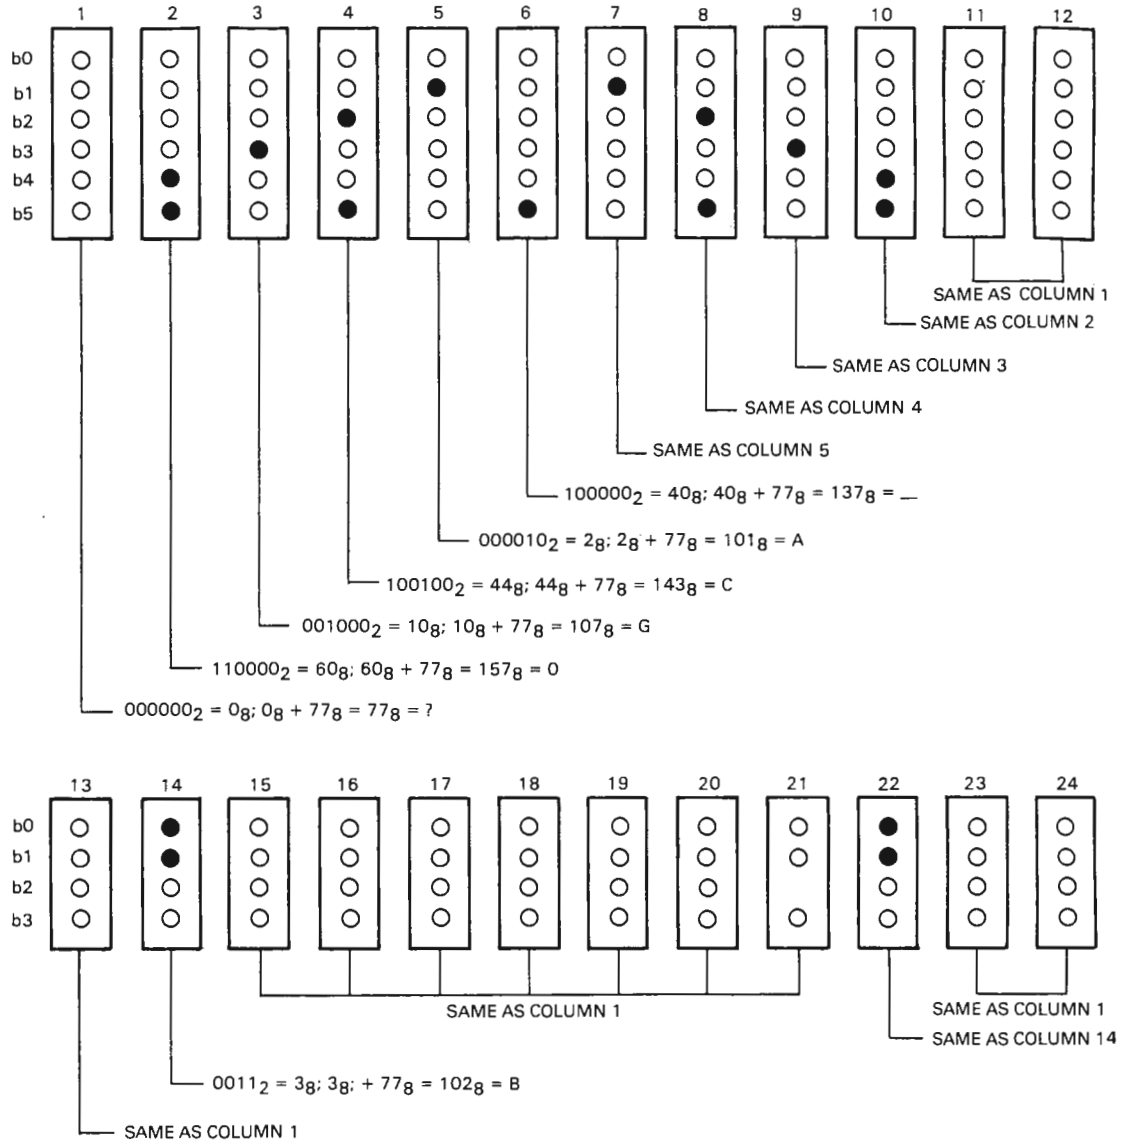 1 2 3 4 5 6 7 8 9 10 11 12
b0
b1
b2
b3
b4
b5
SAME AS COLUMN 1
SAME AS COLUMN 2
SAME AS COLUMN 3
SAME AS COLUMN 4
SAME AS COLUMN 5
100000₂ = 40₈; 40₈ + 77₈ = 137₈ = _
000010₂ = 2₈; 2₈ + 77₈ = 101₈ = A
100100₂ = 44₈; 44₈ + 77₈ = 143₈ = C
001000₂ = 10₈; 10₈ + 77₈ = 107₈ = G
110000₂ = 60₈; 60₈ + 77₈ = 157₈ = O
000000₂ = 0₈; 0₈ + 77₈ = 77₈ = ?
13 14 15 16 17 18 19 20 21 22 23 24
b0
b1
b2
b3
SAME AS COLUMN 1
SAME AS COLUMN 1
SAME AS COLUMN 14
0011₂ = 3₈; 3₈; + 77₈ = 102₈ = B
SAME AS COLUMN 1